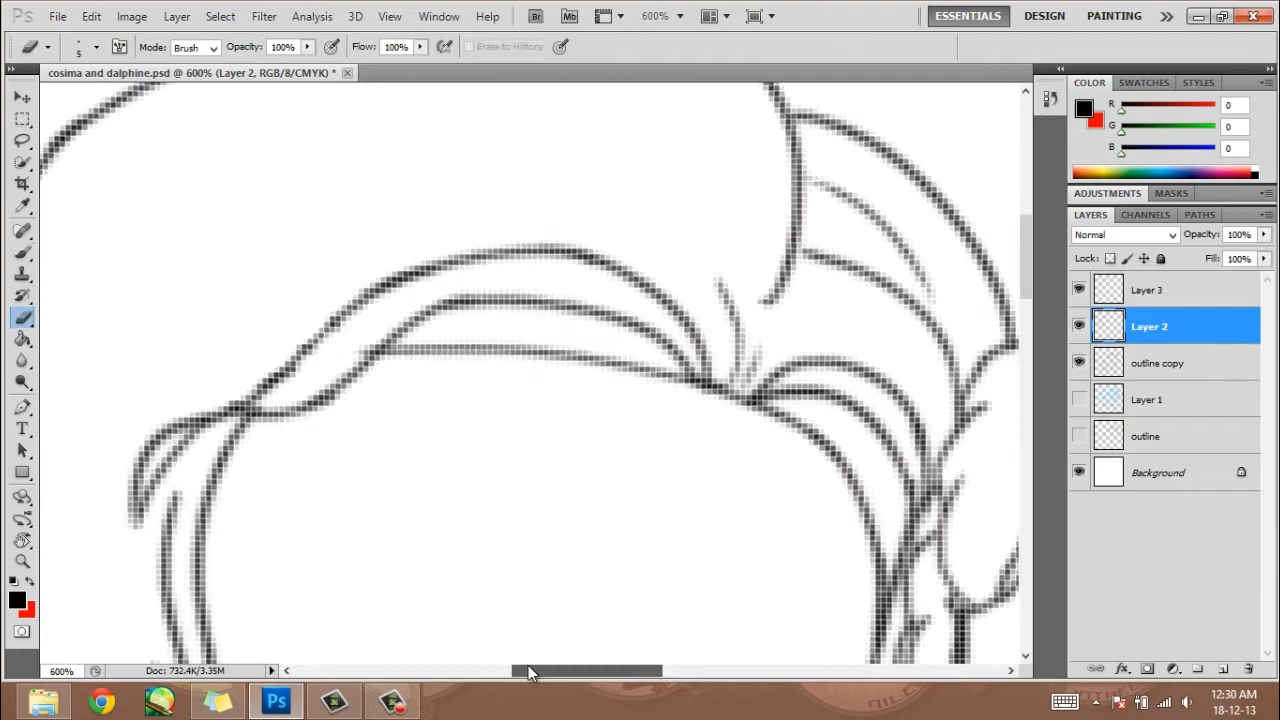 Ps File Edit Image Layer Select Filter Analysis 3D View Window Help Br Mb 600% ESSENTIALS DESIGN PAINTING
5 Mode: Brush Opacity: 100% Flow: 100% Erase to History
cosima and dalphine.psd @ 600% (Layer 2, RGB/8/CMYK) *
COLOR SWATCHES STYLES
R 0
G 0
B 0
ADJUSTMENTS MASKS
LAYERS CHANNELS PATHS
Normal Opacity: 100%
Lock: Fill: 100%
Layer 3
Layer 2
outline copy
Layer 1
outline
Background
600% Doc: 732.4K/3.35M
Ps 12:30 AM
18-12-13